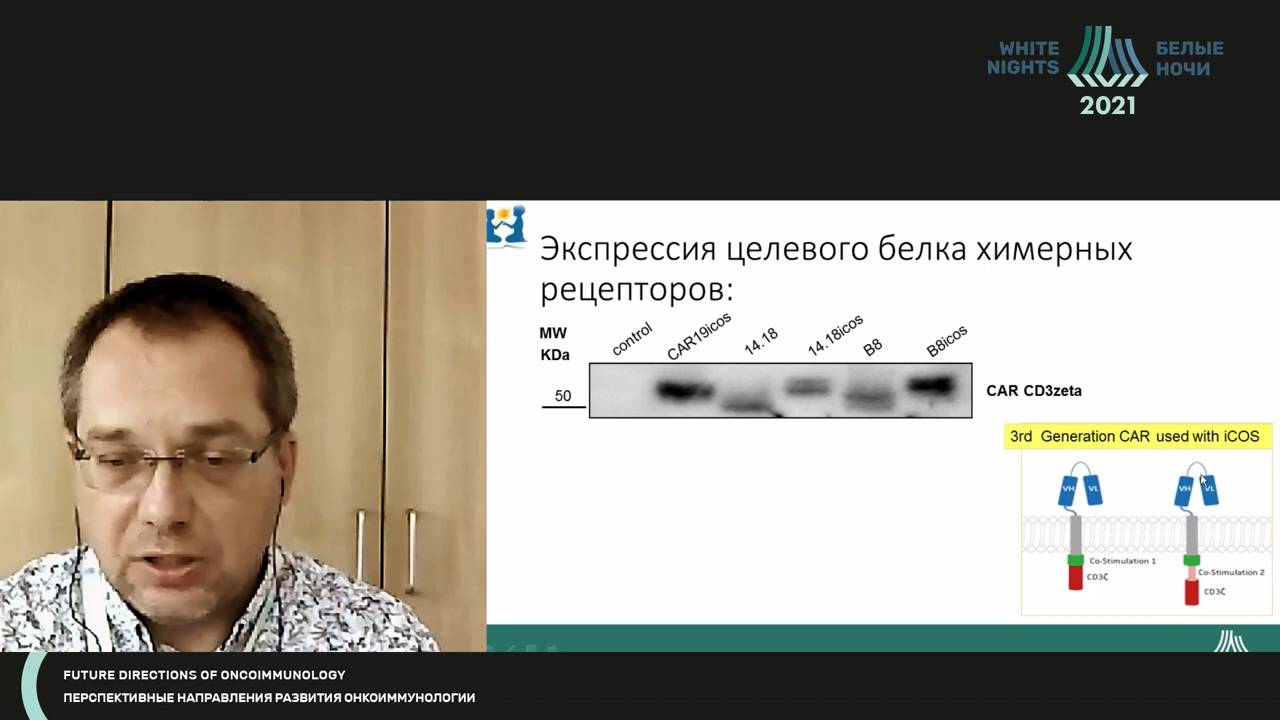 WHITE
NIGHTS
БЕЛЫЕ
НОЧИ
2021
Экспрессия целевого белка химерных
рецепторов:
MW
KDa
control
CAR19icos
14.18
14.18icos
B8
B8icos
50
CAR CD3zeta
3rd Generation CAR used with iCOS
VH
VL
VH
VL
Co-Stimulation 1
CD3ζ
Co-Stimulation 2
CD3ζ
FUTURE DIRECTIONS OF ONCOIMMUNOLOGY
ПЕРСПЕКТИВНЫЕ НАПРАВЛЕНИЯ РАЗВИТИЯ ОНКОИММУНОЛОГИИ